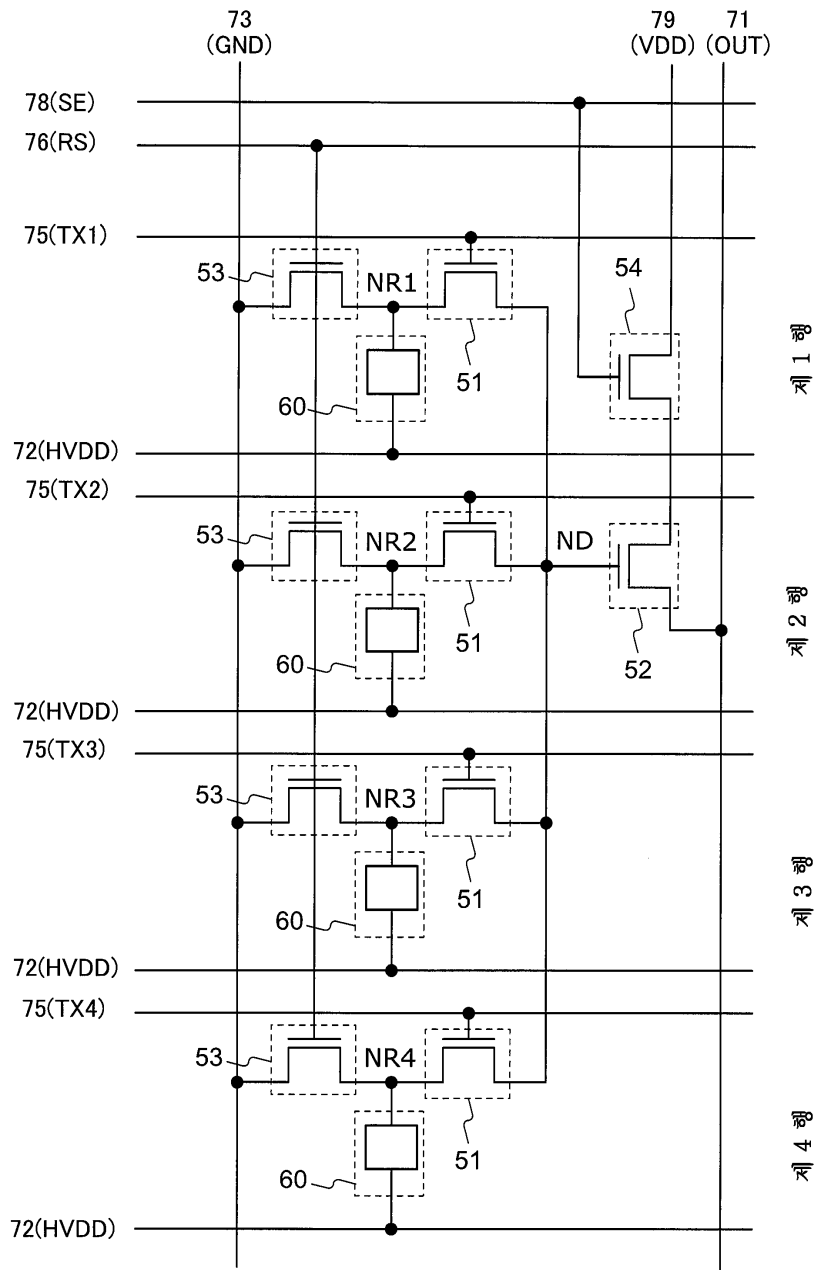 73
(GND)
79
(VDD)
71
(OUT)
78(SE)
76(RS)
75(TX1)
53
NR1
51
54
60
제 1 행
72(HVDD)
75(TX2)
53
NR2
51
ND
52
60
제 2 행
72(HVDD)
75(TX3)
53
NR3
51
60
제 3 행
72(HVDD)
75(TX4)
53
NR4
51
60
제 4 행
72(HVDD)